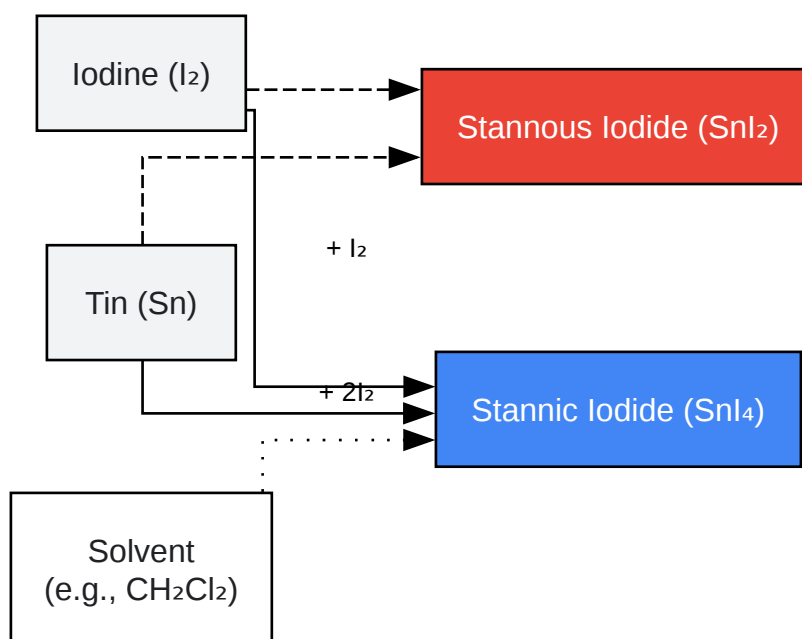 Iodine (I₂)
Stannous Iodide (SnI₂)
+ I₂
Tin (Sn)
+ 2I₂
Stannic Iodide (SnI₄)
Solvent
(e.g., CH₂Cl₂)